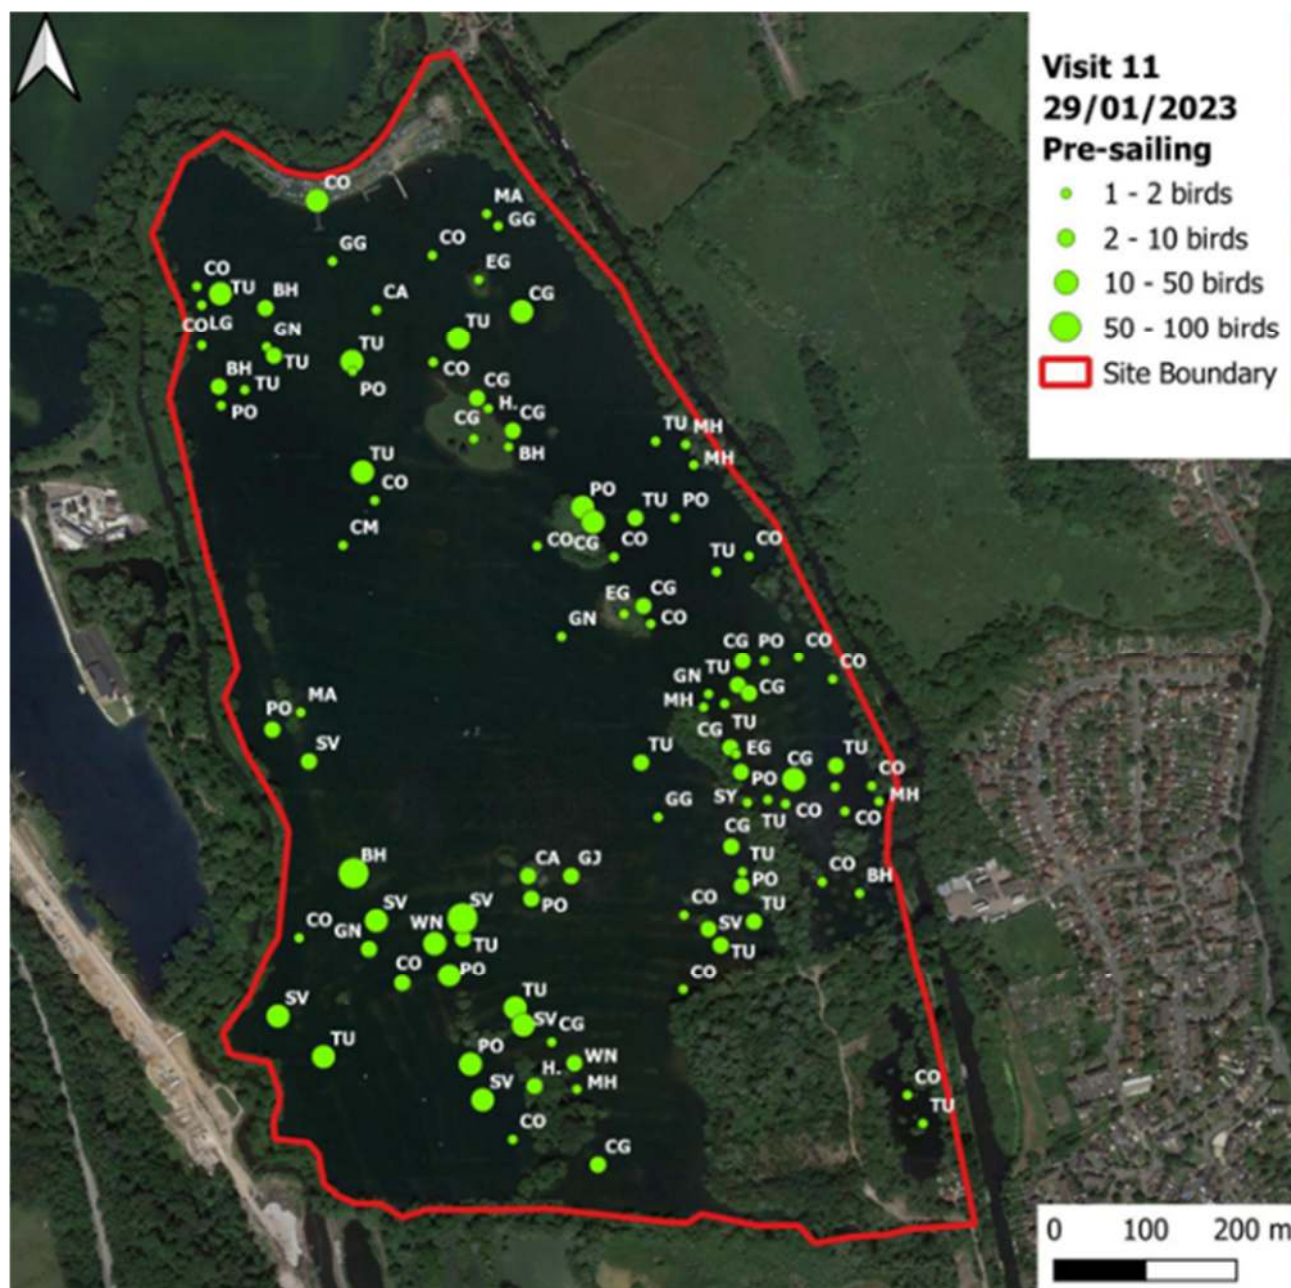 Visit 11
29/01/2023
Pre-sailing
1 - 2 birds
2 - 10 birds
10 - 50 birds
50 - 100 birds
Site Boundary
CO
MA
GG
CO
GG
EG
CO
TU
BH
CA
CG
CO
LG
GN
TU
TU
TU
CO
BH
TU
PO
PO
CG
H.
CG
CG
BH
TU
MH
MH
TU
CO
PO
TU
PO
CM
CO
CG
CO
TU
CO
EG
CG
CO
GN
CG
PO
CO
CO
GN
TU
CG
MH
TU
MA
PO
CG
EG
SV
TU
CG
TU
CO
PO
MH
SY
TU
CO
CO
GG
CG
BH
CA
GJ
TU
PO
CO
BH
PO
SV
SV
CO
TU
CO
GN
WN
TU
SV
TU
CO
PO
CO
SV
TU
TU
SV
CG
PO
WN
SV
H.
MH
CO
TU
CO
CG
0 100 200 m